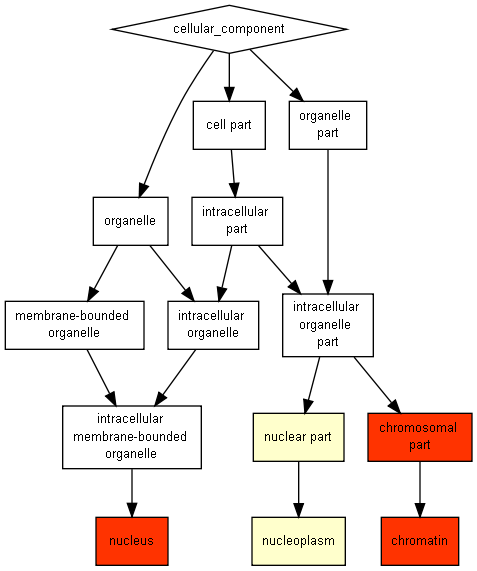 cellular_component
cell part
organelle
part
organelle
intracellular
part
membrane-bounded
organelle
intracellular
organelle
intracellular
organelle
part
intracellular
membrane-bounded
organelle
nuclear part
chromosomal
part
nucleus
nucleoplasm
chromatin